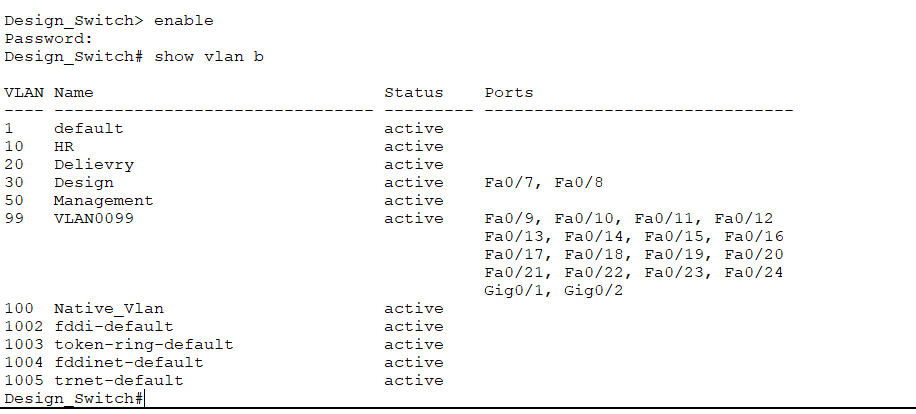 Design_Switch> enable
Password:
Design_Switch# show vlan b
VLAN Name                             Status    Ports
---- -------------------------------- --------- -------------------------------
1    default                          active
10   HR                               active
20   Delievry                         active
30   Design                           active    Fa0/7, Fa0/8
50   Management                       active
99   VLAN0099                         active    Fa0/9, Fa0/10, Fa0/11, Fa0/12
                                                Fa0/13, Fa0/14, Fa0/15, Fa0/16
                                                Fa0/17, Fa0/18, Fa0/19, Fa0/20
                                                Fa0/21, Fa0/22, Fa0/23, Fa0/24
                                                Gig0/1, Gig0/2
100  Native_Vlan                      active
1002 fddi-default                     active
1003 token-ring-default               active
1004 fddinet-default                  active
1005 trnet-default                    active
Design_Switch#